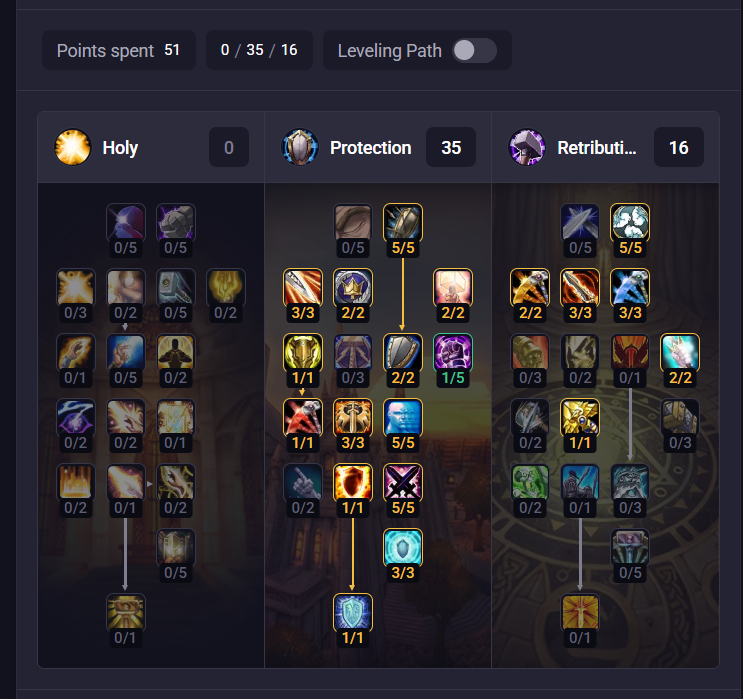 Points spent 51 0 / 35 / 16 Leveling Path
Holy 0 Protection 35 Retributi... 16
0/5 0/5 0/5 5/5 0/5 5/5
0/3 0/2 0/5 0/2 3/3 2/2 2/2 2/2 3/3 3/3
0/1 0/5 0/2 1/1 0/3 2/2 1/5 0/3 0/2 0/1 2/2
0/2 0/2 0/1 1/1 3/3 5/5 0/2 1/1 0/3
0/2 0/1 0/2 0/2 1/1 5/5 0/2 0/1 0/3
0/5 3/3 0/5
0/1 1/1 0/1